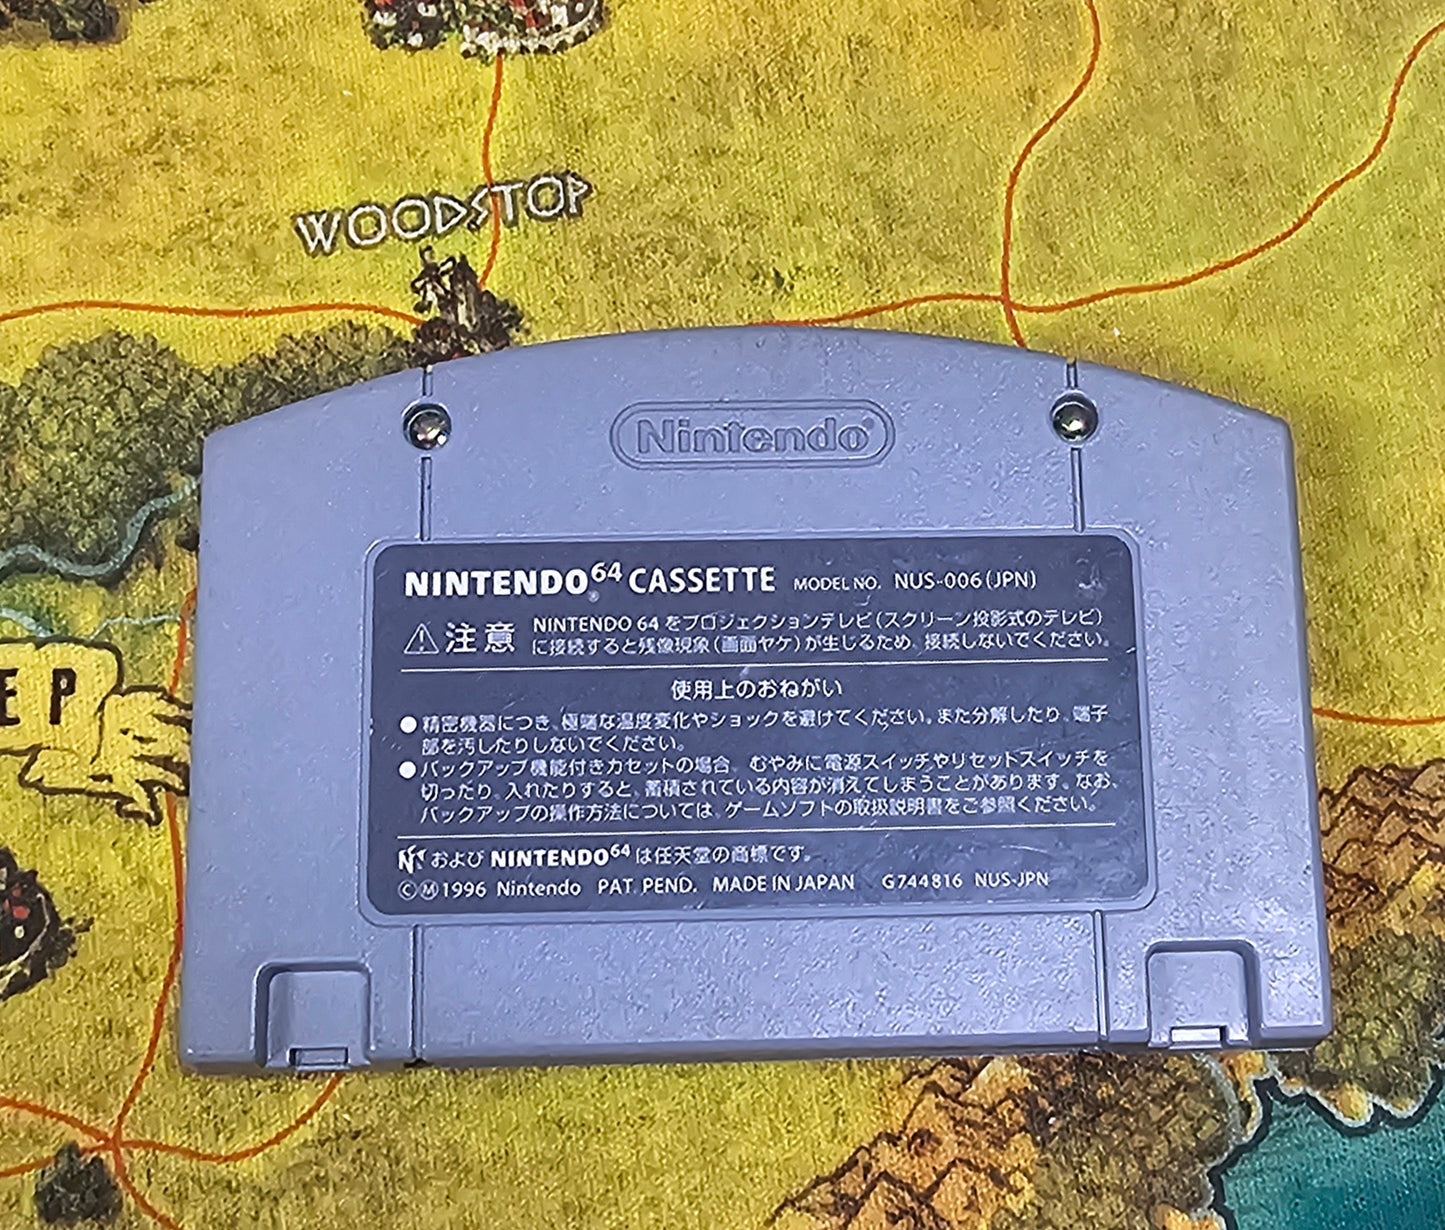 WOODSTOP
Nintendo®
NINTENDO64 CASSETTE MODEL NO. NUS-006(JPN)
注意 NINTENDO 64 をプロジェクションテレビ(スクリーン投影式のテレビ)
に接続すると残像現象(画面ヤケ)が生じるため、接続しないでください。
使用上のおねがい
●精密機器につき、極端な温度変化やショックを避けてください。また分解したり、端子
部を汚したりしないでください。
●バックアップ機能付きカセットの場合、むやみに電源スイッチやリセットスイッチを
切ったり、入れたりすると、蓄積されている内容が消えてしまうことがあります。なお、
バックアップの操作方法については、ゲームソフトの取扱説明書をご参照ください。
EP
N および NINTENDO64 は任天堂の商標です。
ⒸⓂ1996 Nintendo PAT. PEND. MADE IN JAPAN G744816 NUS-JPN